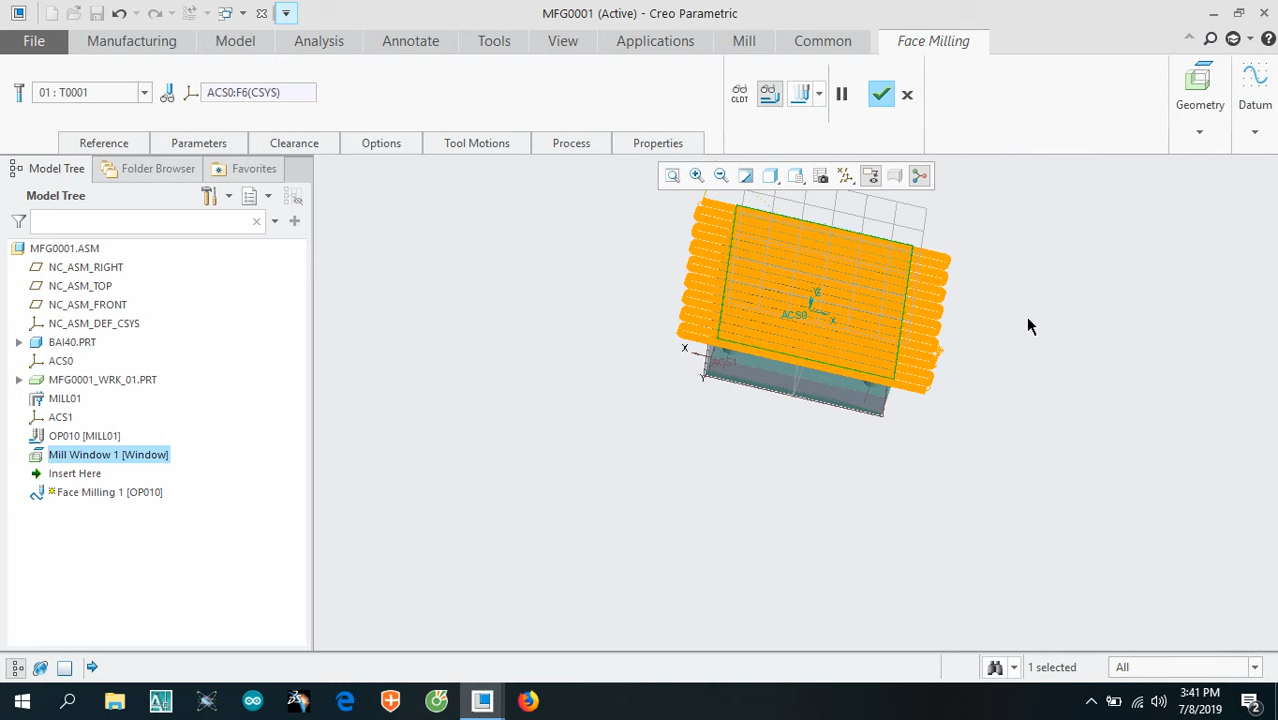 MFG0001 (Active) - Creo Parametric
File Manufacturing Model Analysis Annotate Tools View Applications Mill Common Face Milling
01 : T0001 ACS0:F6(CSYS) CLDT
Geometry Datum
Reference Parameters Clearance Options Tool Motions Process Properties
Model Tree Folder Browser Favorites
Model Tree
MFG0001.ASM
NC_ASM_RIGHT
NC_ASM_TOP
NC_ASM_FRONT
NC_ASM_DEF_CSYS
BAI40.PRT
ACS0
MFG0001_WRK_01.PRT
MILL01
ACS1
OP010 [MILL01]
Mill Window 1 [Window]
Insert Here
Face Milling 1 [OP010]
ACS0
X
X
ACS1
Y
1 selected All
3:41 PM
7/8/2019
2